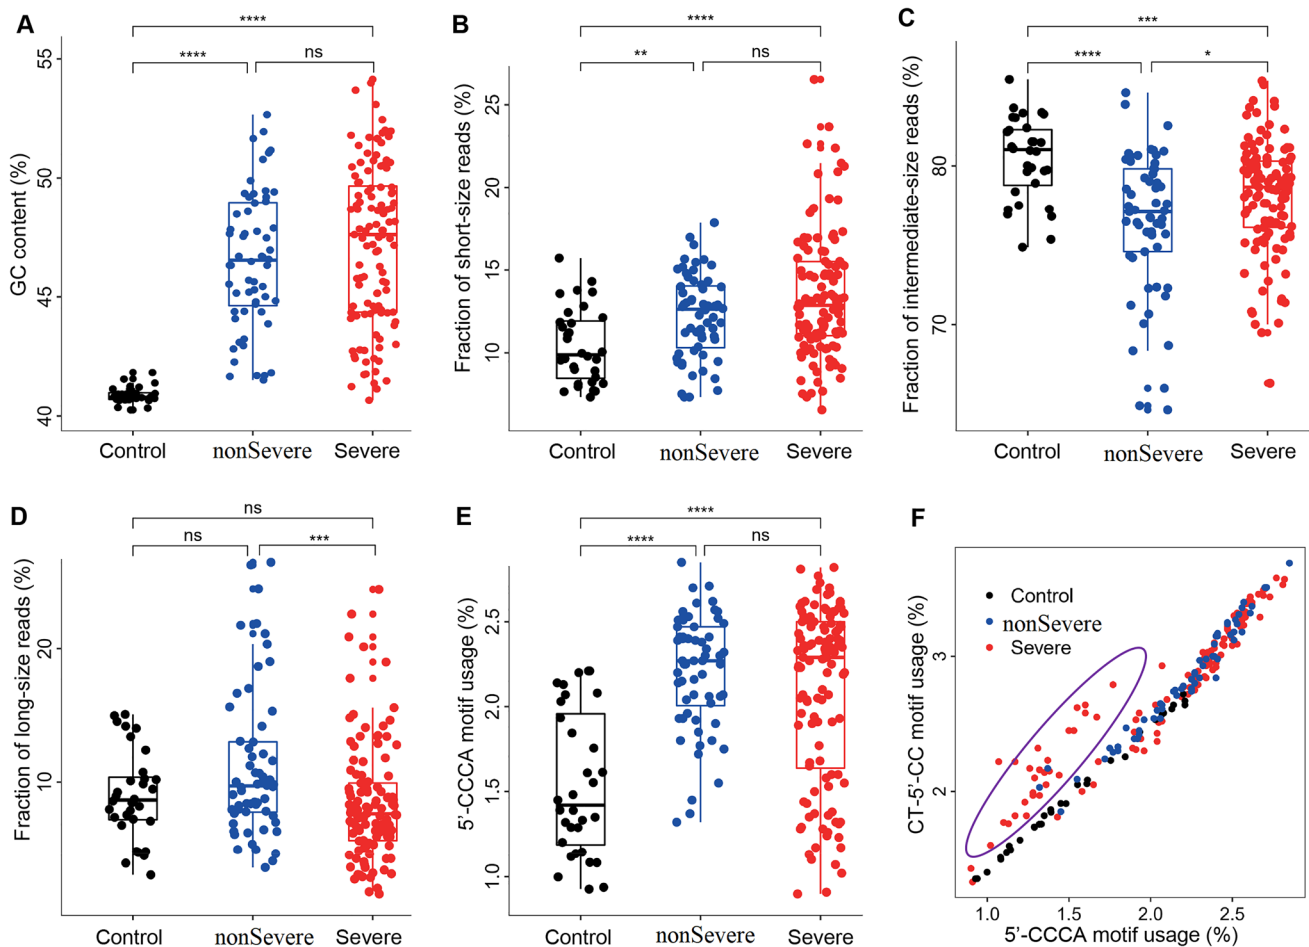 A
GC content (%)
55
50
45
40
****
****
ns
Control
nonSevere
Severe
B
Fraction of short-size reads (%)
25
20
15
10
****
**
ns
Control
nonSevere
Severe
C
Fraction of intermediate-size reads (%)
80
70
***
****
*
Control
nonSevere
Severe
D
Fraction of long-size reads (%)
20
10
ns
ns
***
Control
nonSevere
Severe
E
5'-CCCA motif usage (%)
2.5
2.0
1.5
1.0
****
****
ns
Control
nonSevere
Severe
F
CT-5'-CC motif usage (%)
3
2
Control
nonSevere
Severe
1.0
1.5
2.0
2.5
5'-CCCA motif usage (%)